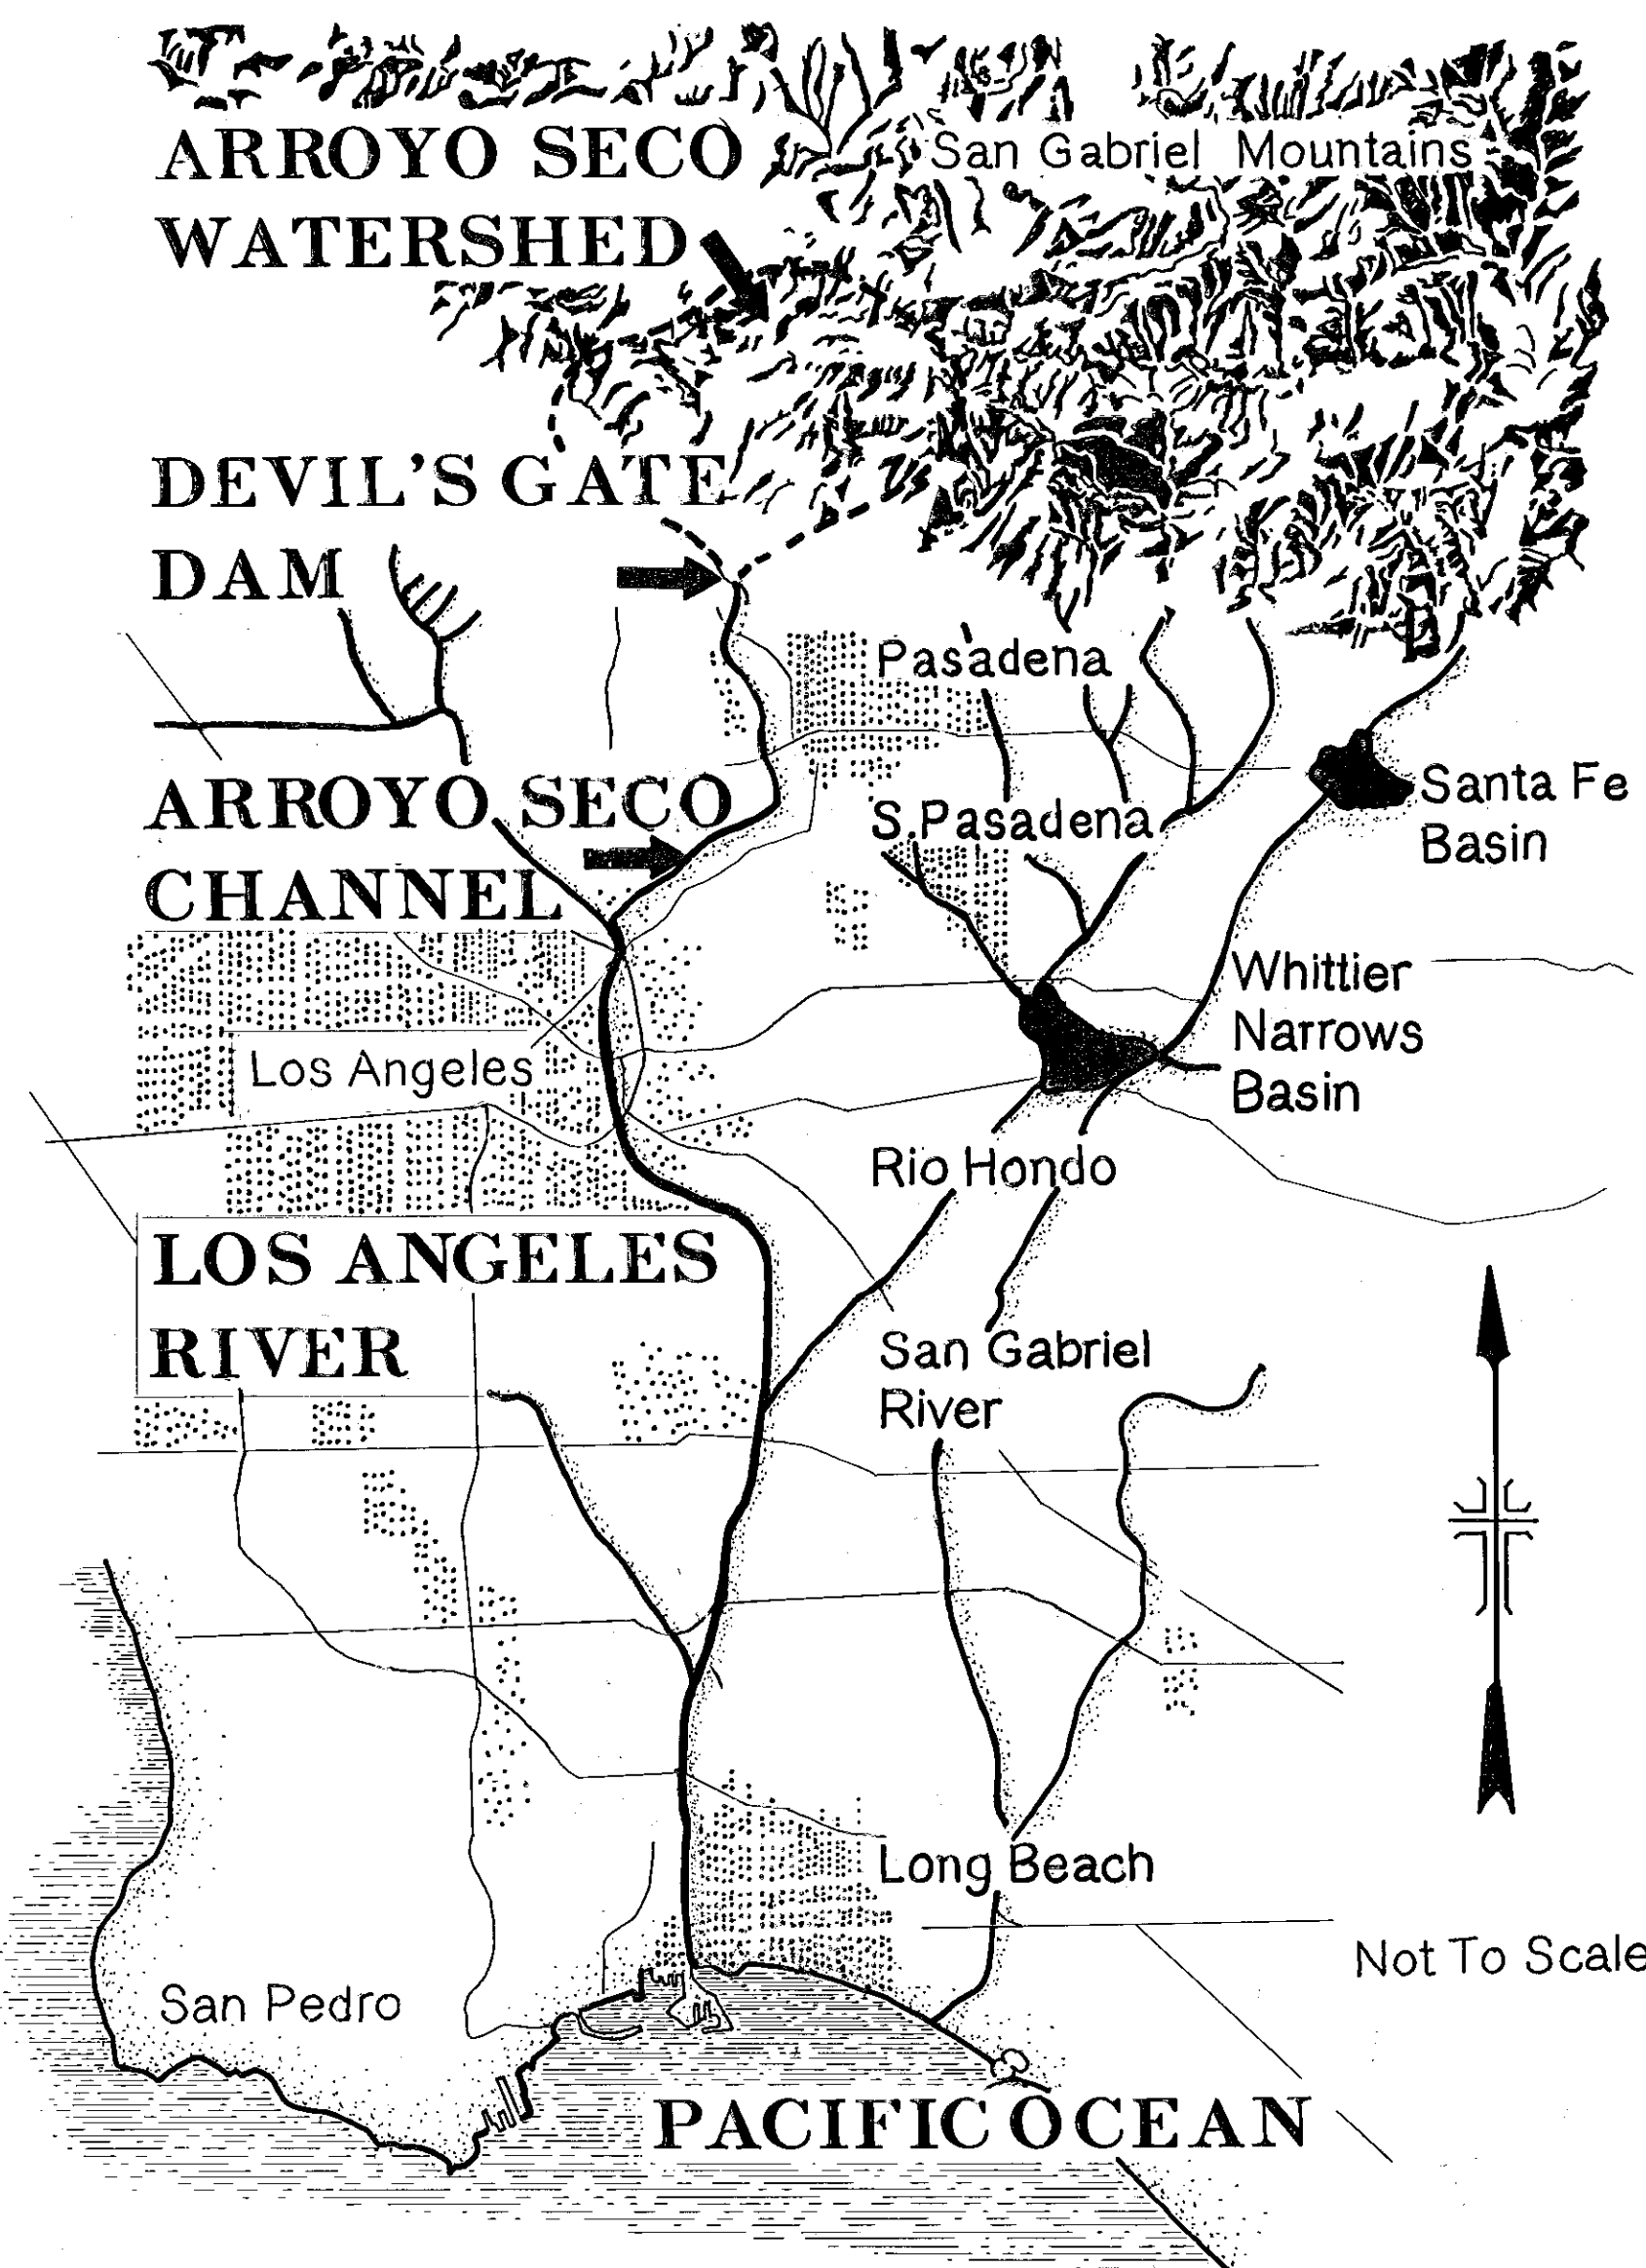 ARROYO SECO
WATERSHED
San Gabriel Mountains
DEVIL'S GATE
DAM
Pasadena
ARROYO SECO
CHANNEL
S. Pasadena
Santa Fe
Basin
Whittier
Narrows
Basin
Los Angeles
Rio Hondo
LOS ANGELES
RIVER
San Gabriel
River
Long Beach
Not To Scale
San Pedro
PACIFIC OCEAN